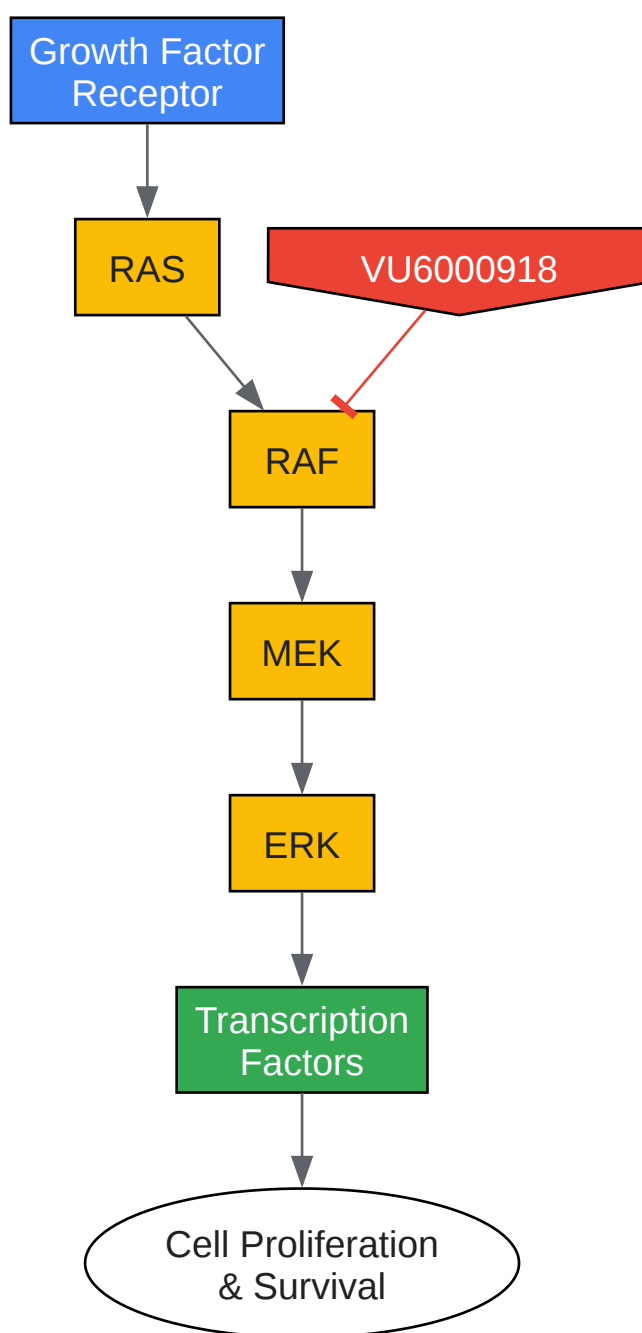 Growth Factor
Receptor
RAS
VU6000918
RAF
MEK
ERK
Transcription
Factors
Cell Proliferation
& Survival